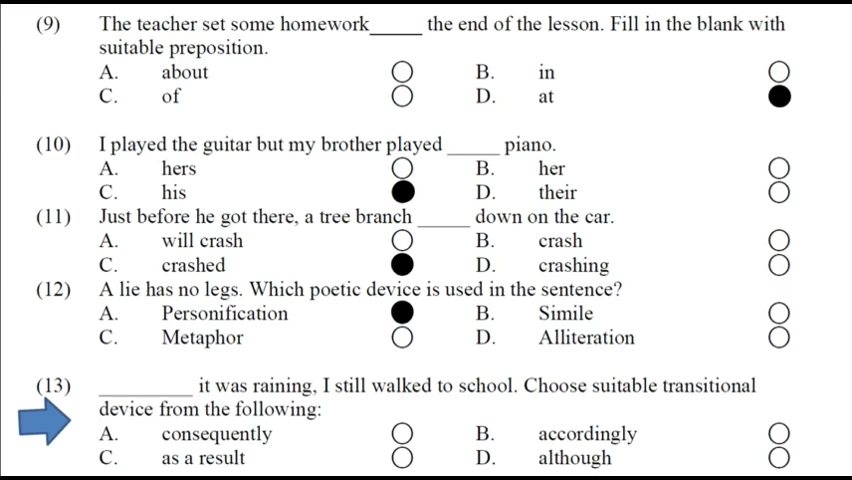 (9) The teacher set some homework_____ the end of the lesson. Fill in the blank with
suitable preposition.
A. about B. in
C. of D. at
(10) I played the guitar but my brother played _____ piano.
A. hers B. her
C. his D. their
(11) Just before he got there, a tree branch _____ down on the car.
A. will crash B. crash
C. crashed D. crashing
(12) A lie has no legs. Which poetic device is used in the sentence?
A. Personification B. Simile
C. Metaphor D. Alliteration
(13) _________ it was raining, I still walked to school. Choose suitable transitional
device from the following:
A. consequently B. accordingly
C. as a result D. although